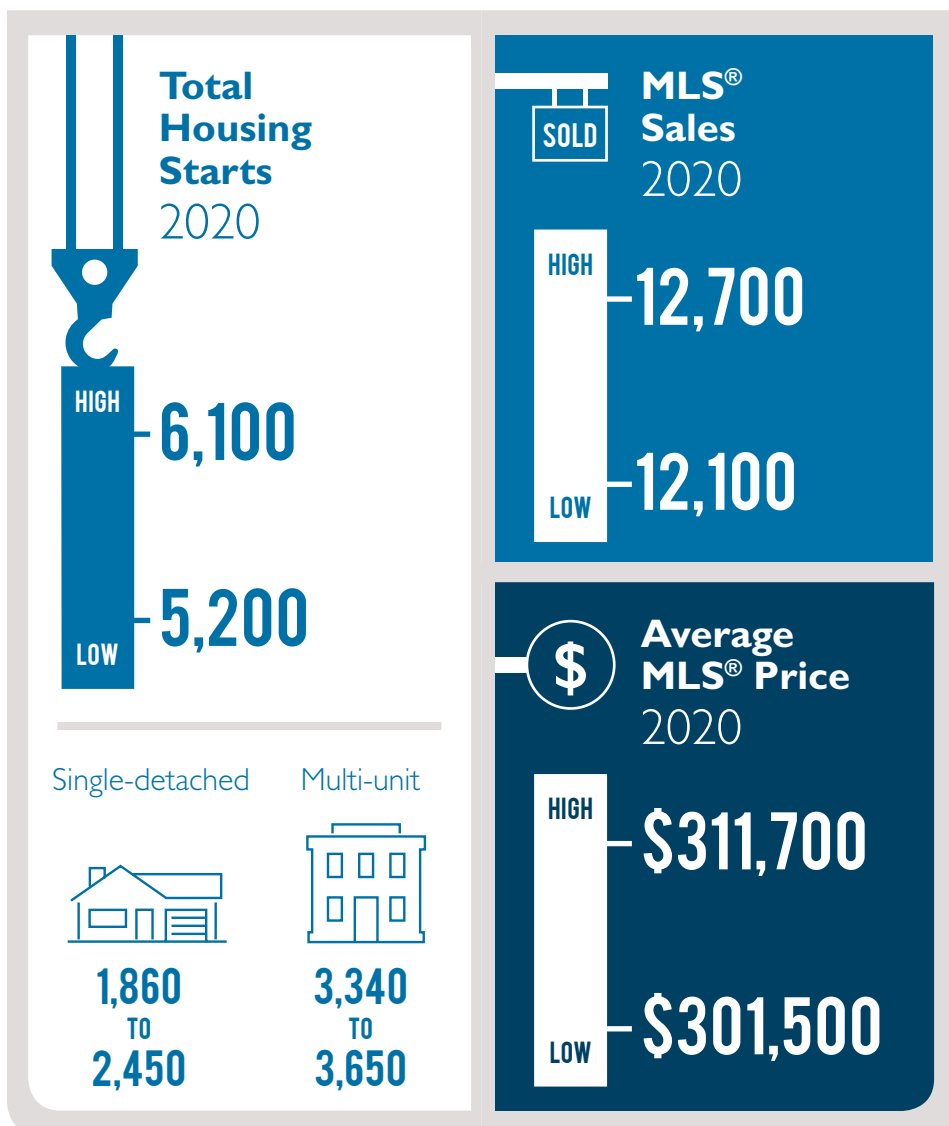 Total
Housing
Starts
2020
HIGH
6,100
5,200
LOW
Single-detached
1,860
TO
2,450
Multi-unit
3,340
TO
3,650
SOLD
MLS®
Sales
2020
HIGH
12,700
12,100
LOW
$
Average
MLS® Price
2020
HIGH
$311,700
$301,500
LOW